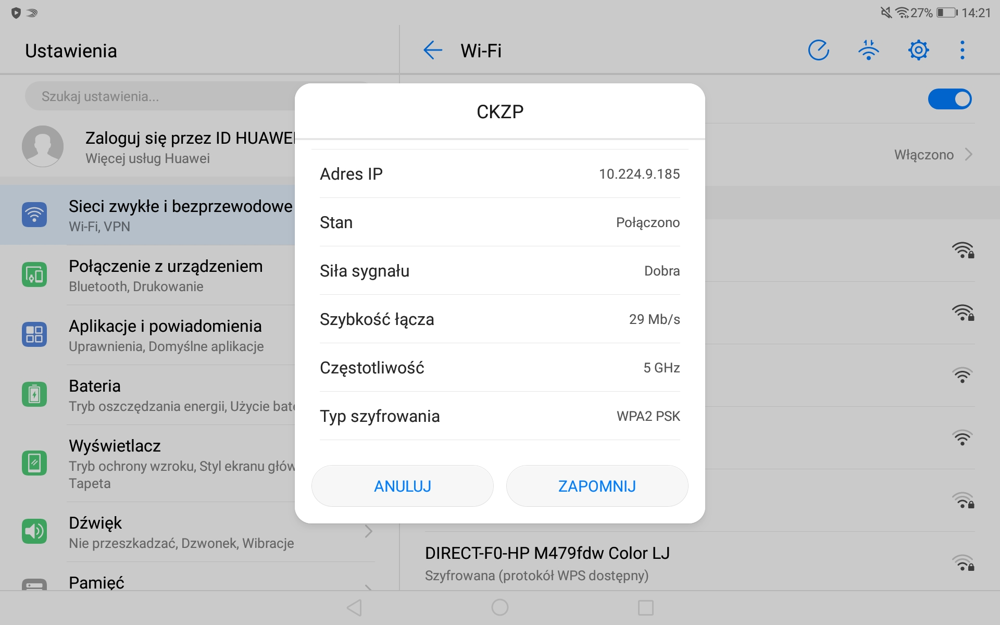 27% 14:21
Ustawienia
Wi-Fi
Szukaj ustawienia...
Zaloguj się przez ID HUAWEI
Więcej usług Huawei
Włączono
Sieci zwykłe i bezprzewodowe
Wi-Fi, VPN
Połączenie z urządzeniem
Bluetooth, Drukowanie
Aplikacje i powiadomienia
Uprawnienia, Domyślne aplikacje
Bateria
Tryb oszczędzania energii, Użycie bate
Wyświetlacz
Tryb ochrony wzroku, Styl ekranu głów
Tapeta
Dźwięk
Nie przeszkadzać, Dzwonek, Wibracje
Pamięć
CKZP
Adres IP 10.224.9.185
Stan Połączono
Siła sygnału Dobra
Szybkość łącza 29 Mb/s
Częstotliwość 5 GHz
Typ szyfrowania WPA2 PSK
ANULUJ ZAPOMNIJ
DIRECT-F0-HP M479fdw Color LJ
Szyfrowana (protokół WPS dostępny)